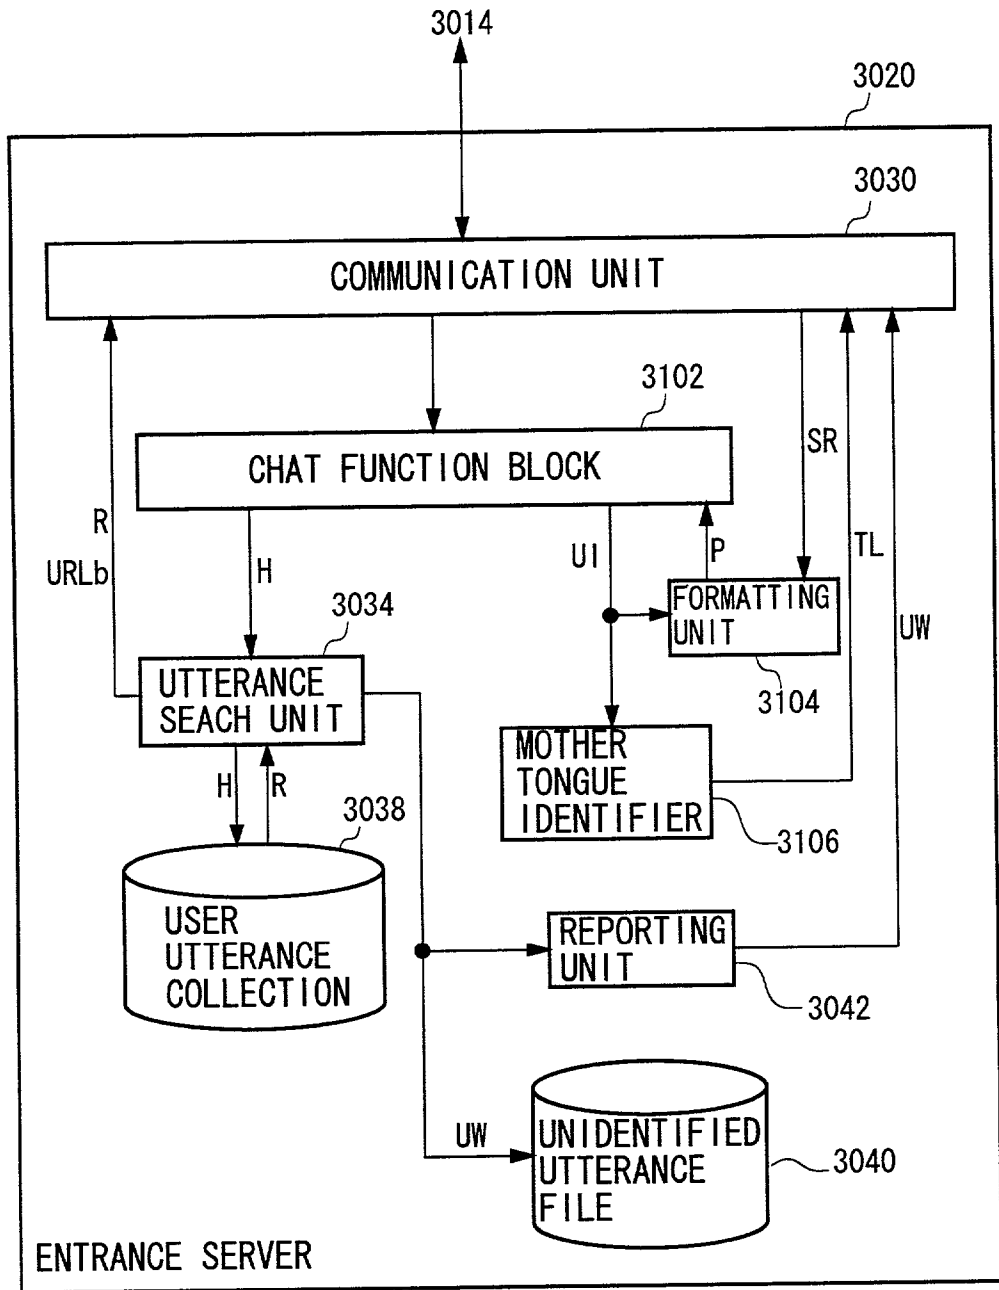 3014
3020
3030
COMMUNICATION UNIT
3102
CHAT FUNCTION BLOCK
SR
R
URLb
H
UI
P
TL
UW
FORMATTING
UNIT
3034
3104
UTTERANCE
SEACH UNIT
MOTHER
TONGUE
IDENTIFIER
H
R
3038
3106
USER
UTTERANCE
COLLECTION
REPORTING
UNIT
3042
UW
UNIDENTIFIED
UTTERANCE
FILE
3040
ENTRANCE SERVER